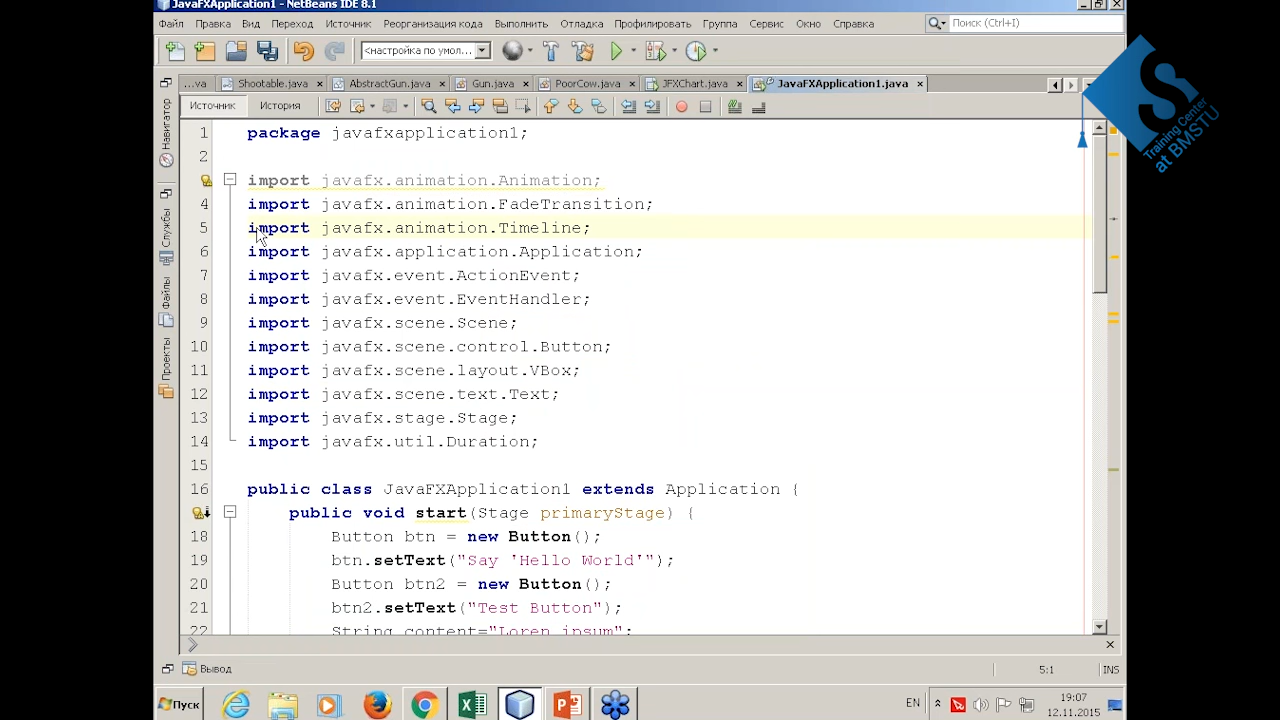 JavaFXApplication1 - NetBeans IDE 8.1
Файл Правка Вид Переход Источник Реорганизация кода Выполнить Отладка Профилировать Группа Сервис Окно Справка
Поиск (Ctrl+I)
<настройка по умол...
...va Shootable.java AbstractGun.java Gun.java PoorCow.java JFXChart.java JavaFXApplication1.java
Источник История
Навигатор
Службы
Файлы
Проекты
1 package javafxapplication1;
2
import javafx.animation.Animation;
4 import javafx.animation.FadeTransition;
5 import javafx.animation.Timeline;
6 import javafx.application.Application;
7 import javafx.event.ActionEvent;
8 import javafx.event.EventHandler;
9 import javafx.scene.Scene;
10 import javafx.scene.control.Button;
11 import javafx.scene.layout.VBox;
12 import javafx.scene.text.Text;
13 import javafx.stage.Stage;
14 import javafx.util.Duration;
15
16 public class JavaFXApplication1 extends Application {
public void start(Stage primaryStage) {
18 Button btn = new Button();
19 btn.setText("Say 'Hello World'");
20 Button btn2 = new Button();
21 btn2.setText("Test Button");
22 String content="Lorem ipsum";
Вывод
5:1 INS
Пуск
EN
19:07
12.11.2015
Training Center
at BMSTU